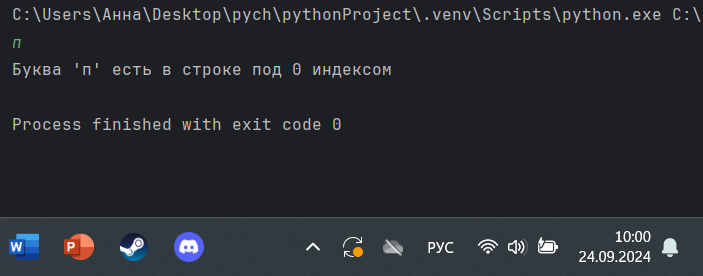 C:\Users\Анна\Desktop\pych\pythonProject\.venv\Scripts\python.exe C:\
п
Буква 'п' есть в строке под 0 индексом
Process finished with exit code 0
W P РУС 10:00
24.09.2024